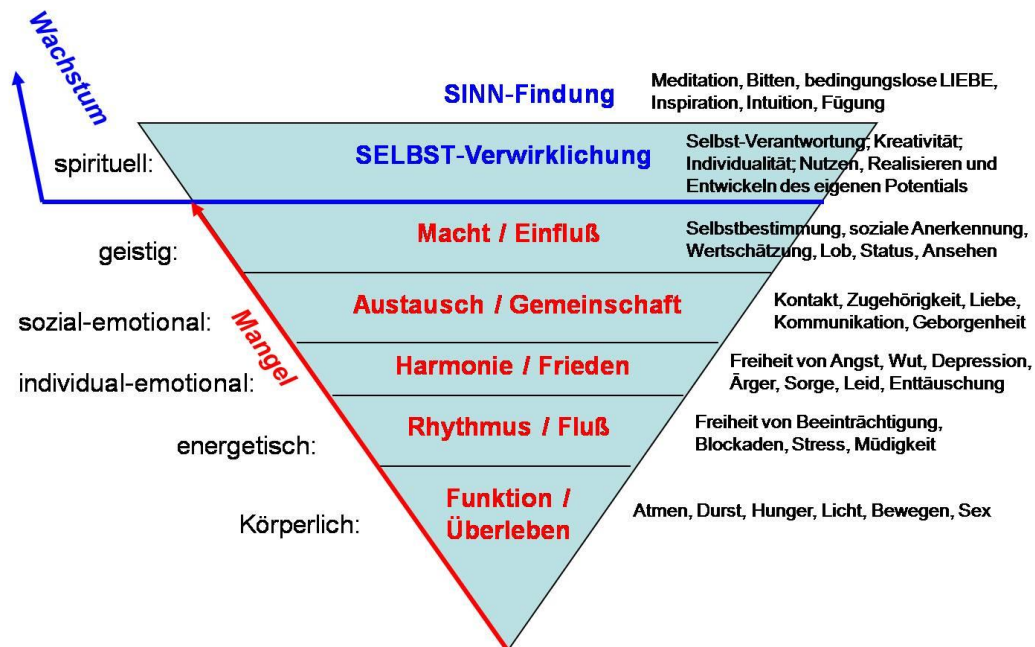 Wachstum
SINN-Findung
Meditation, Bitten, bedingungslose LIEBE,
Inspiration, Intuition, Fügung
spirituell:
SELBST-Verwirklichung
Selbst-Verantwortung; Kreativität;
Individualität; Nutzen, Realisieren und
Entwickeln des eigenen Potentials
geistig:
Macht / Einfluß
Selbstbestimmung, soziale Anerkennung,
Wertschätzung, Lob, Status, Ansehen
sozial-emotional:
Mangel
Austausch / Gemeinschaft
Kontakt, Zugehörigkeit, Liebe,
Kommunikation, Geborgenheit
individual-emotional:
Harmonie / Frieden
Freiheit von Angst, Wut, Depression,
Ärger, Sorge, Leid, Enttäuschung
energetisch:
Rhythmus / Fluß
Freiheit von Beeinträchtigung,
Blockaden, Stress, Müdigkeit
Körperlich:
Funktion /
Überleben
Atmen, Durst, Hunger, Licht, Bewegen, Sex